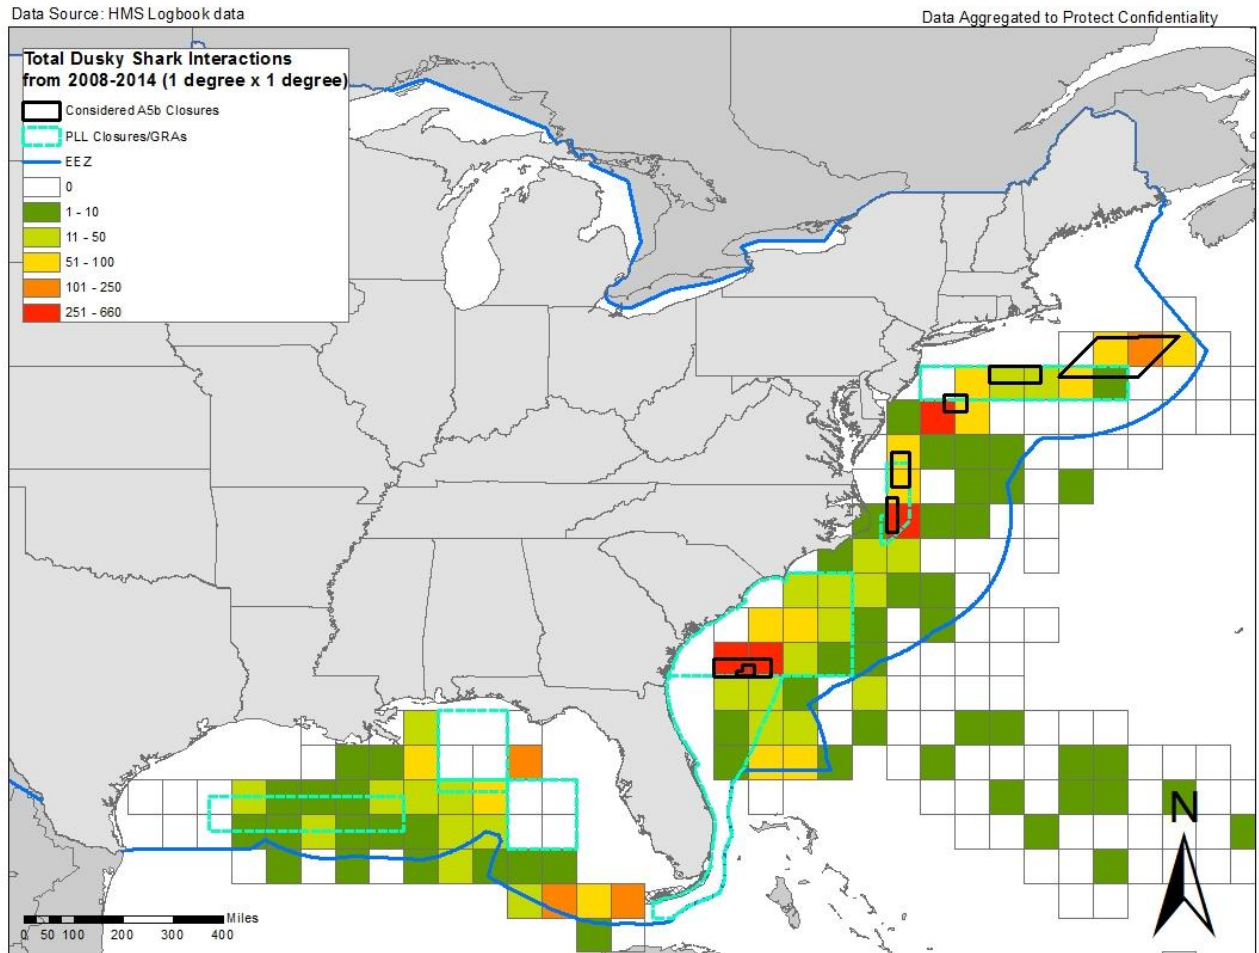 Data Source: HMS Logbook data
Data Aggregated to Protect Confidentiality
Total Dusky Shark Interactions
from 2008-2014 (1 degree x 1 degree)
Considered A5b Closures
PLL Closures/GRAs
EEZ
0
1 - 10
11 - 50
51 - 100
101 - 250
251 - 660
N
Miles
0 50 100 200 300 400